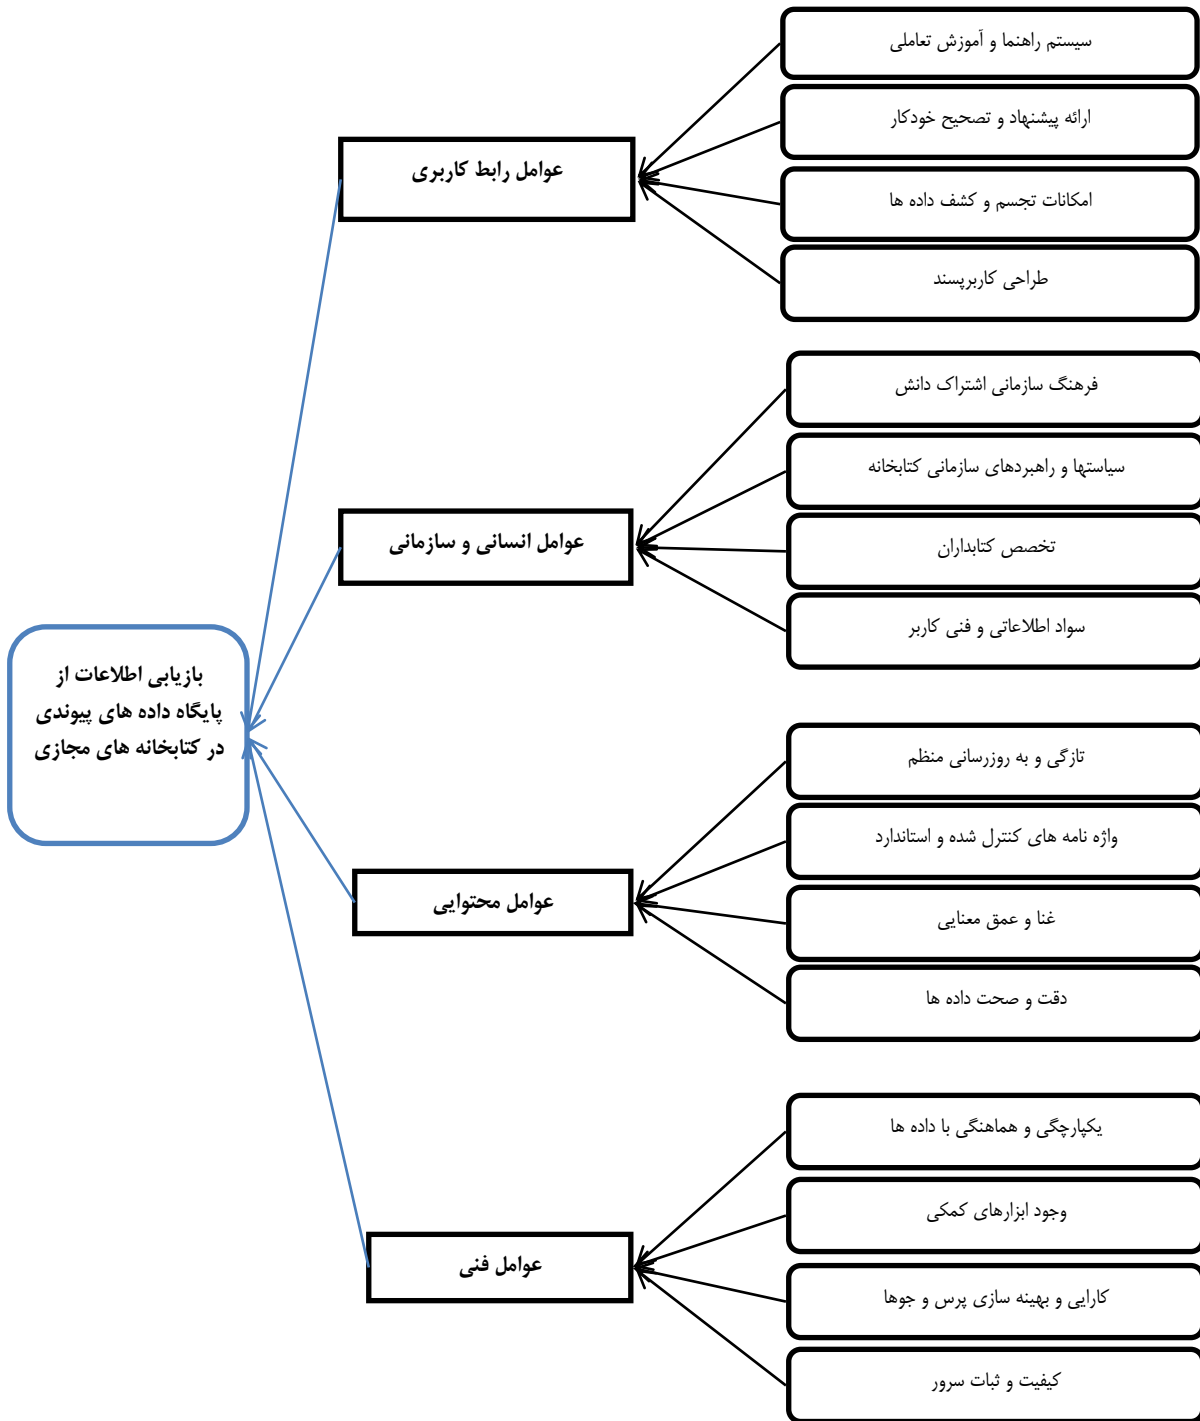 سیستم راهنما و آموزش تعاملی
ارائه پیشنهاد و تصحیح خودکار
عوامل رابط کاربری
امکانات تجسم و کشف داده ها
طراحی کاربرپسند
فرهنگ سازمانی اشتراک دانش
سیاستها و راهبردهای سازمانی کتابخانه
عوامل انسانی و سازمانی
تخصص کتابداران
سواد اطلاعاتی و فنی کاربر
بازیابی اطلاعات از
پایگاه داده های پیوندی
در کتابخانه های مجازی
تازگی و به روزرسانی منظم
واژه نامه های کنترل شده و استاندارد
عوامل محتوایی
غنا و عمق معنایی
دقت و صحت داده ها
یکپارچگی و هماهنگی با داده ها
وجود ابزارهای کمکی
عوامل فنی
کارایی و بهینه سازی پرس و جوها
کیفیت و ثبات سرور